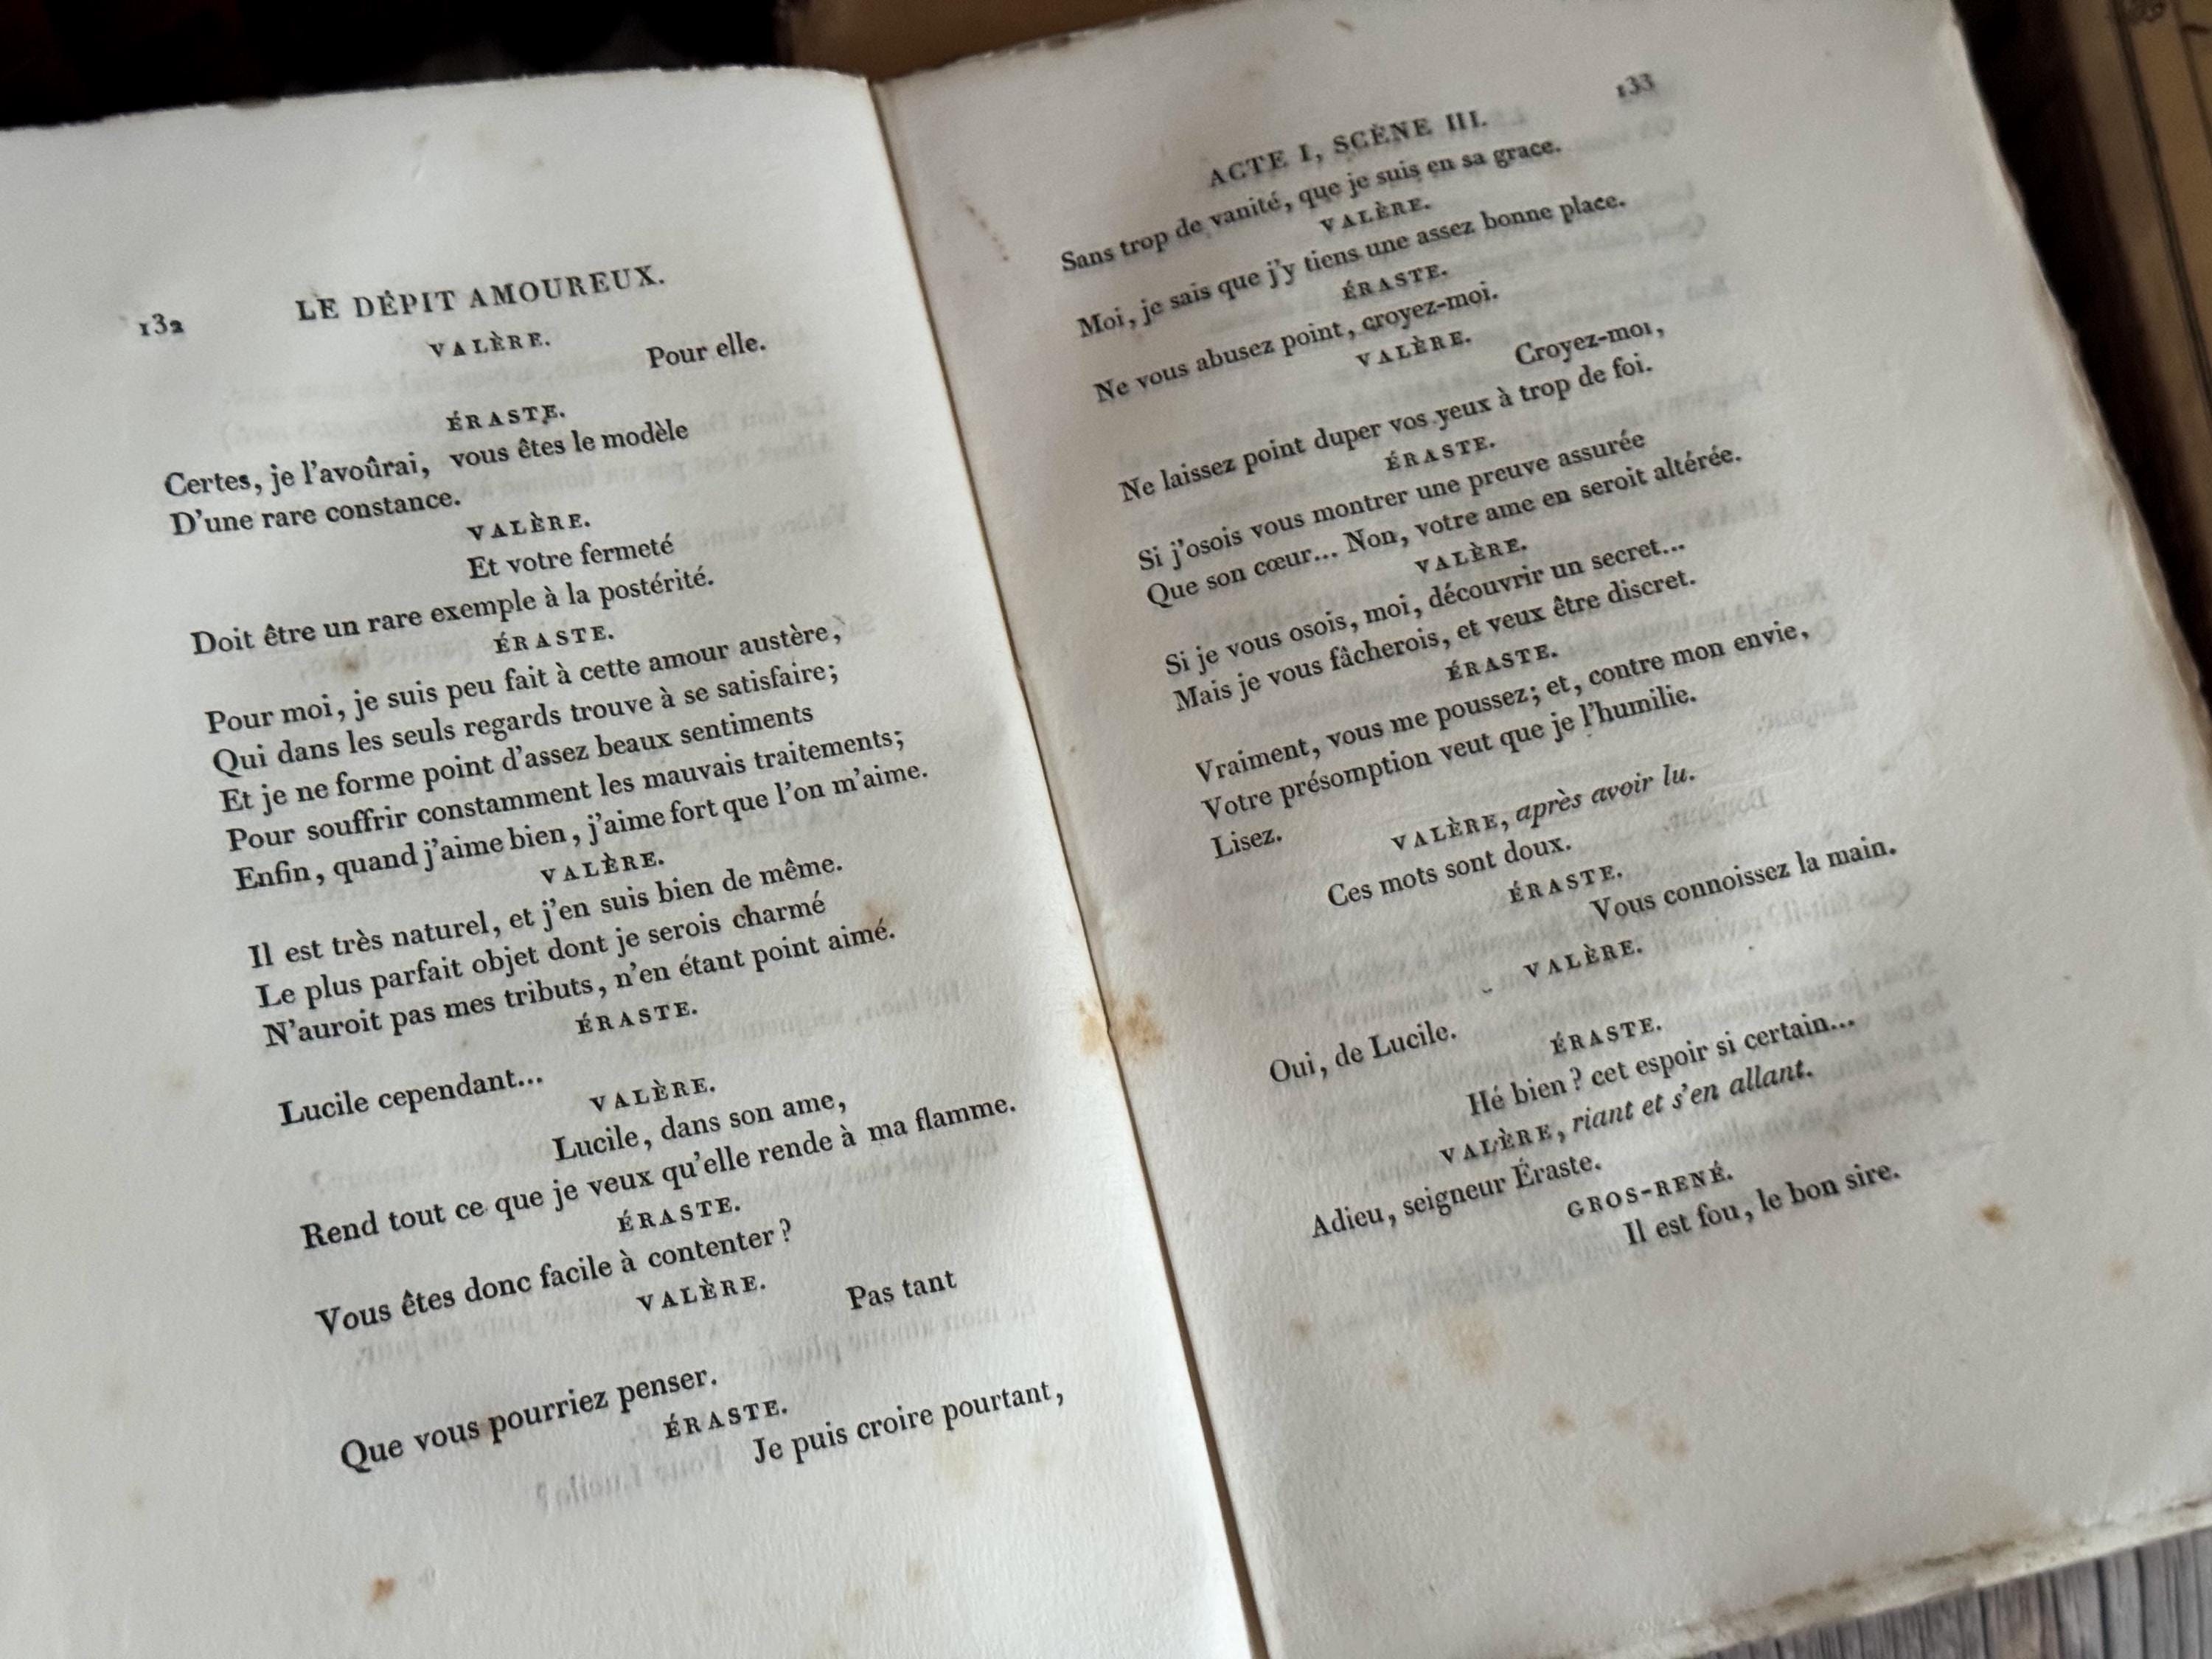 132
LE DÉPIT AMOUREUX.
VALÈRE.
Pour elle.
ÉRASTE.
Certes, je l'avoûrai, vous êtes le modèle
D'une rare constance.
VALÈRE.
Et votre fermeté
Doit être un rare exemple à la postérité.
ÉRASTE.
Pour moi, je suis peu fait à cette amour austère,
Qui dans les seuls regards trouve à se satisfaire;
Et je ne forme point d'assez beaux sentiments
Pour souffrir constamment les mauvais traitements;
Enfin, quand j'aime bien, j'aime fort que l'on m'aime.
VALÈRE.
Il est très naturel, et j'en suis bien de même.
Le plus parfait objet dont je serois charmé
N'auroit pas mes tributs, n'en étant point aimé.
ÉRASTE.
Lucile cependant...
VALÈRE.
Lucile, dans son ame,
Rend tout ce que je veux qu'elle rende à ma flamme.
ÉRASTE.
Vous êtes donc facile à contenter?
VALÈRE.
Pas tant
Que vous pourriez penser.
ÉRASTE.
Je puis croire pourtant,
ACTE I, SCÈNE III.
133
Sans trop de vanité, que je suis en sa grace.
VALÈRE.
Moi, je sais que j'y tiens une assez bonne place.
ÉRASTE.
Ne vous abusez point, croyez-moi.
VALÈRE.
Croyez-moi,
Ne laissez point duper vos yeux à trop de foi.
ÉRASTE.
Si j'osois vous montrer une preuve assurée
Que son cœur... Non, votre ame en seroit altérée.
VALÈRE.
Si je vous osois, moi, découvrir un secret...
Mais je vous fâcherois, et veux être discret.
ÉRASTE.
Vraiment, vous me poussez; et, contre mon envie,
Votre présomption veut que je l'humilie.
Lisez.
VALÈRE, après avoir lu.
Ces mots sont doux.
ÉRASTE.
Vous connoissez la main.
VALÈRE.
Oui, de Lucile.
ÉRASTE.
Hé bien? cet espoir si certain...
VALÈRE, riant et s'en allant.
Adieu, seigneur Éraste.
GROS-RENÉ.
Il est fou, le bon sire.